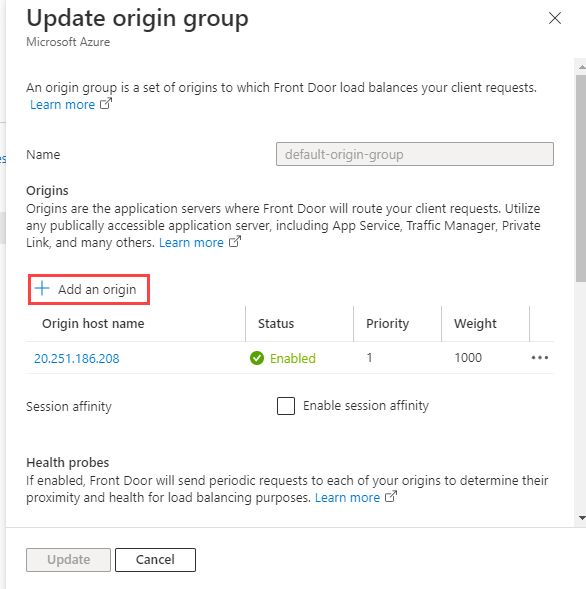 Update origin group
Microsoft Azure
An origin group is a set of origins to which Front Door load balances your client requests.
Learn more
Name
default-origin-group
Origins
Origins are the application servers where Front Door will route your client requests. Utilize
any publically accessible application server, including App Service, Traffic Manager, Private
Link, and many others. Learn more
Add an origin
Origin host name Status Priority Weight
20.251.186.208 Enabled 1 1000 •••
Session affinity Enable session affinity
Health probes
If enabled, Front Door will send periodic requests to each of your origins to determine their
proximity and health for load balancing purposes. Learn more
Update Cancel